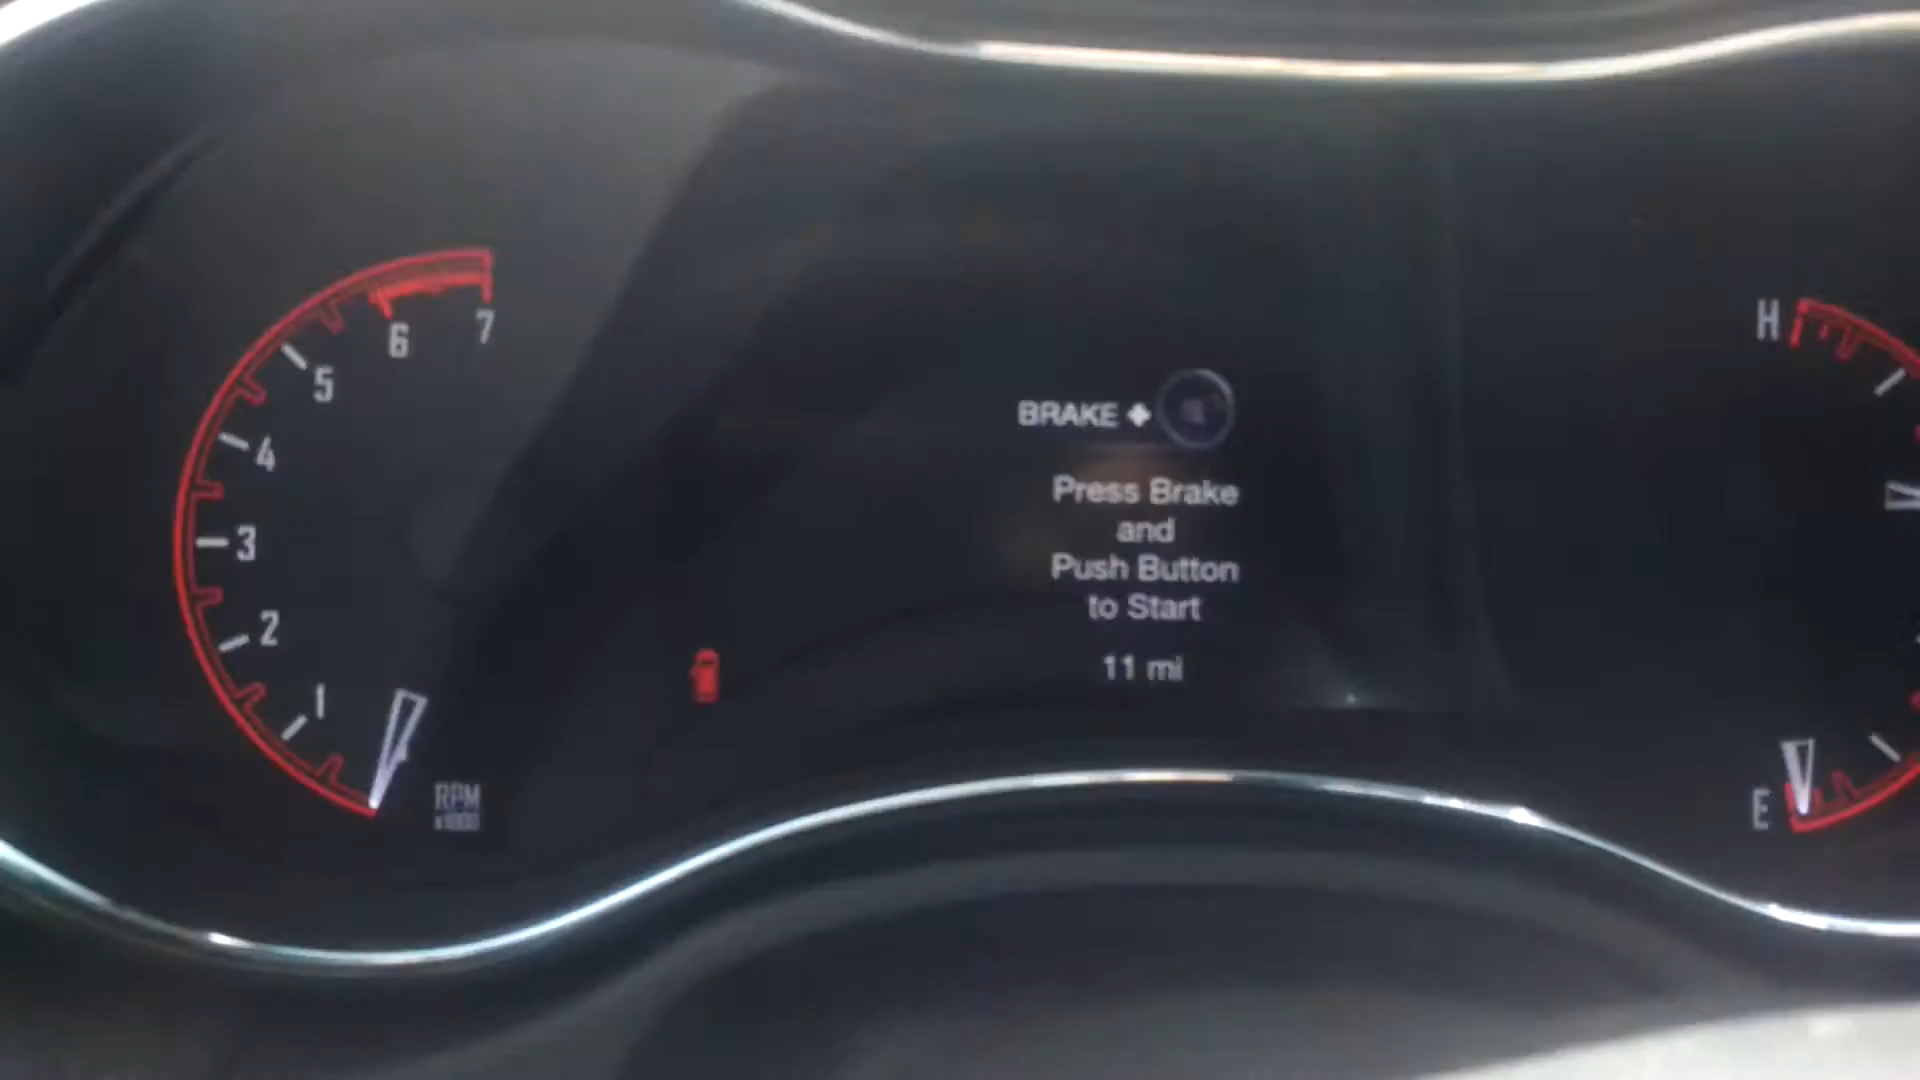 7
6
5
4
3
2
1
RPM
x1000
BRAKE +
Press Brake
and
Push Button
to Start
11 mi
H
E